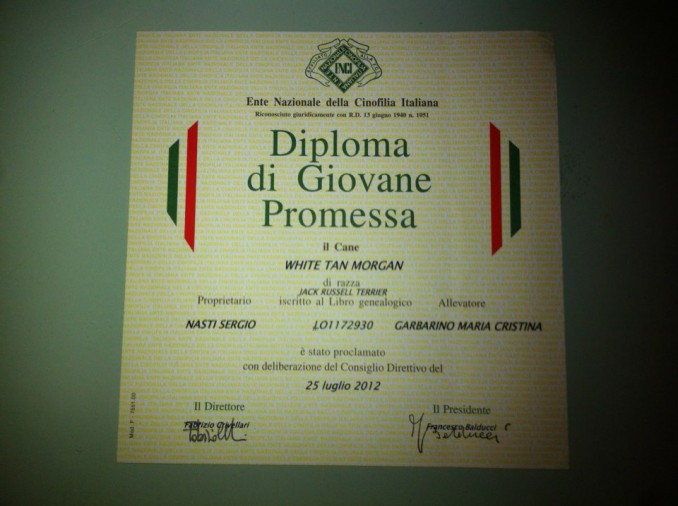 ENCI
Ente Nazionale della Cinofilia Italiana
Riconosciuto giuridicamente con R.D. 13 giugno 1940 n. 1051
Diploma
di Giovane
Promessa
il Cane
WHITE TAN MORGAN
di razza
JACK RUSSELL TERRIER
Proprietario iscritto al Libro genealogico Allevatore
NASTI SERGIO LO1172930 GARBARINO MARIA CRISTINA
è stato proclamato
con deliberazione del Consiglio Direttivo del
25 luglio 2012
Il Direttore Il Presidente
Fabrizio Crivellari Francesco Balducci